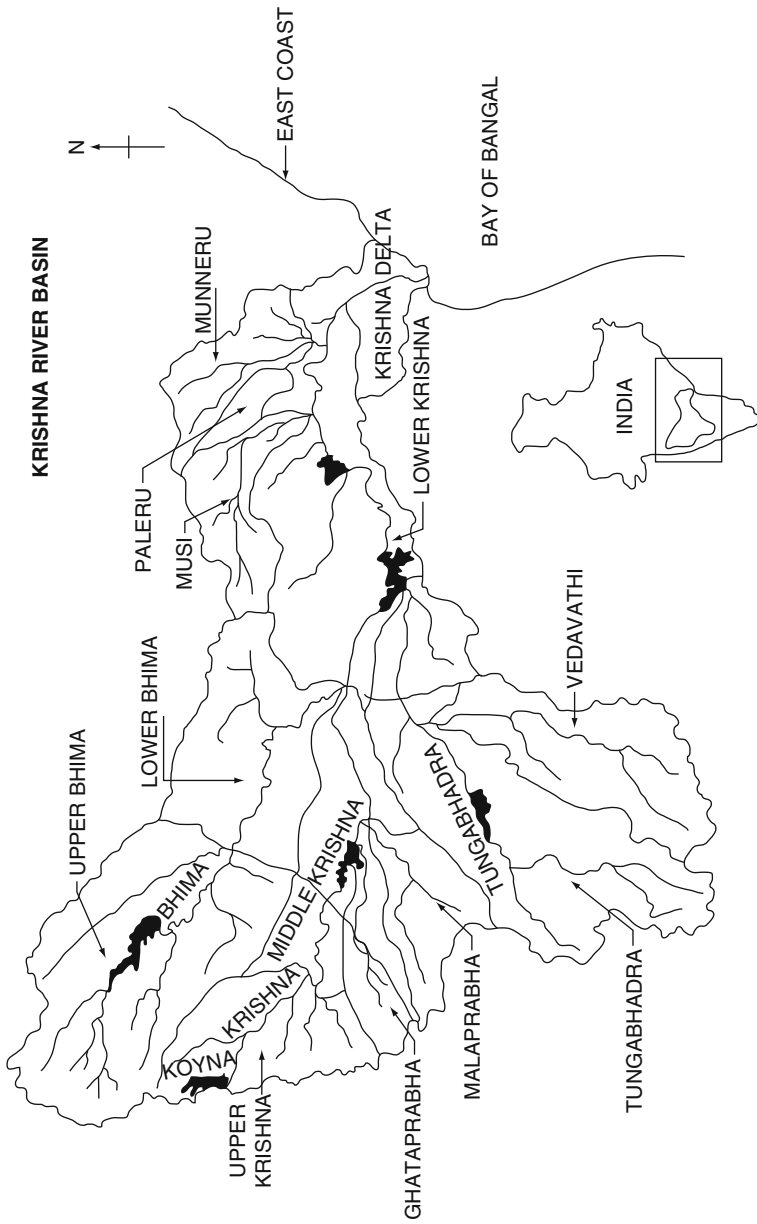 KRISHNA RIVER BASIN
N
EAST COAST
BAY OF BANGAL
MUNNERU
PALERU
MUSI
KRISHNA DELTA
LOWER KRISHNA
INDIA
LOWER BHIMA
UPPER BHIMA
BHIMA
MIDDLE KRISHNA
KRISHNA
KOYNA
UPPER
KRISHNA
GHATAPRABHA
MALAPRABHA
TUNGABHADRA
TUNGABHADRA
VEDAVATHI